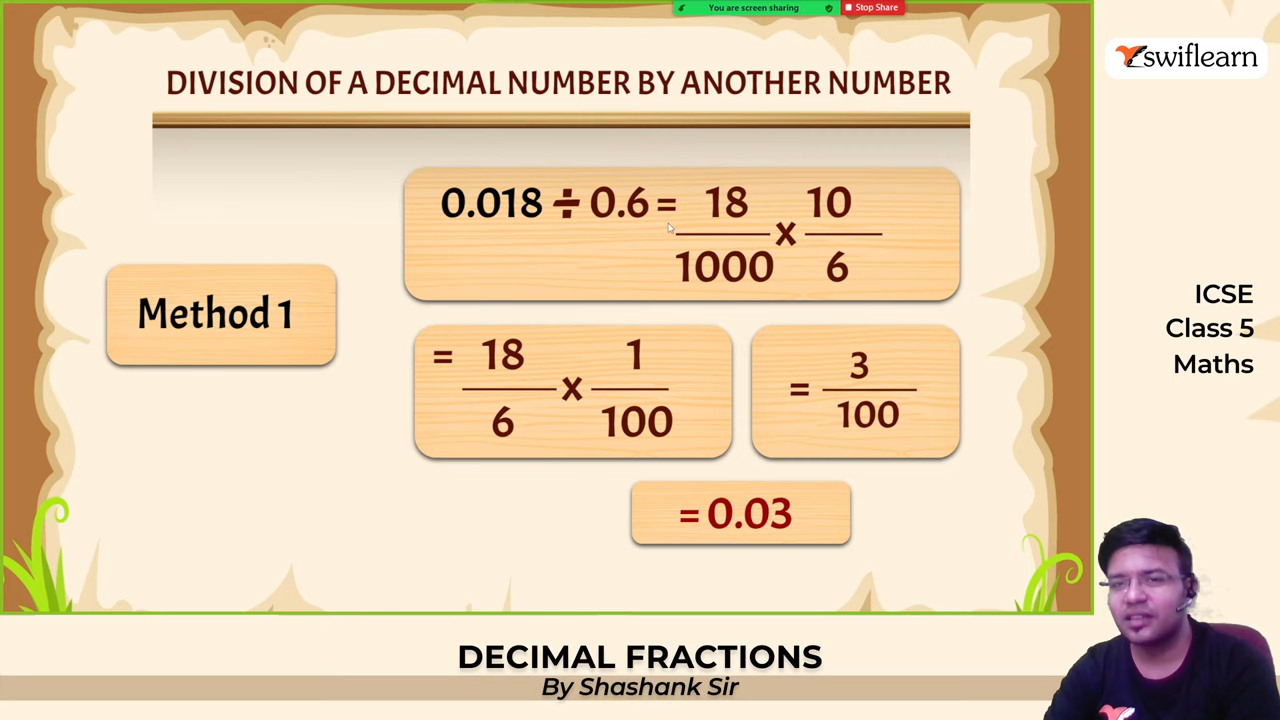 You are screen sharing
Stop Share
swiflearn
DIVISION OF A DECIMAL NUMBER BY ANOTHER NUMBER
0.018 ÷ 0.6 = 18/1000 x 10/6
Method 1
= 18/6 x 1/100
= 3/100
= 0.03
ICSE
Class 5
Maths
DECIMAL FRACTIONS
By Shashank Sir